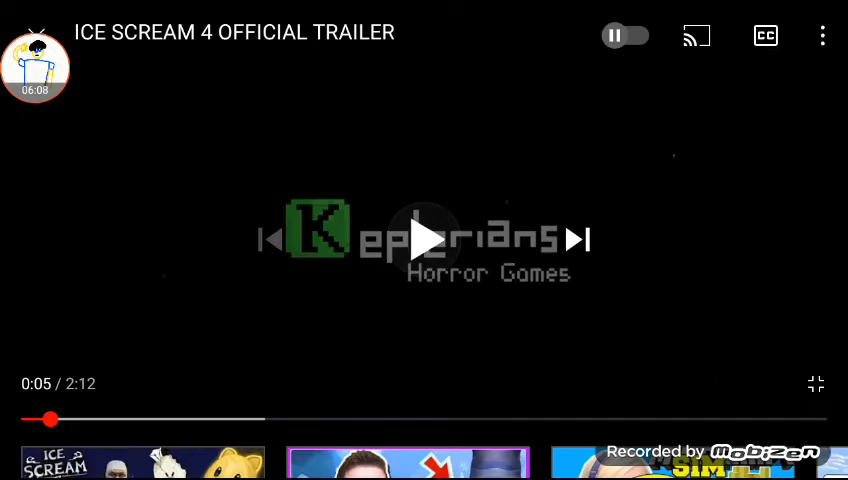 ICE SCREAM 4 OFFICIAL TRAILER
CC
06:08
Keplerians
Horror Games
0:05 / 2:12
ICE
SCREAM
SIM
Recorded by mobizen